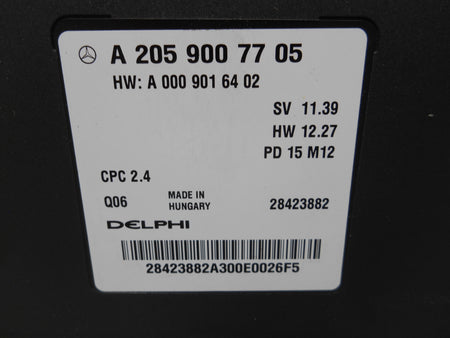 A 205 900 77 05
HW: A 000 901 64 02
SV 11.39
HW 12.27
PD 15 M12
CPC 2.4
Q06 MADE IN HUNGARY 28423882
DELPHI
28423882A300E0026F5